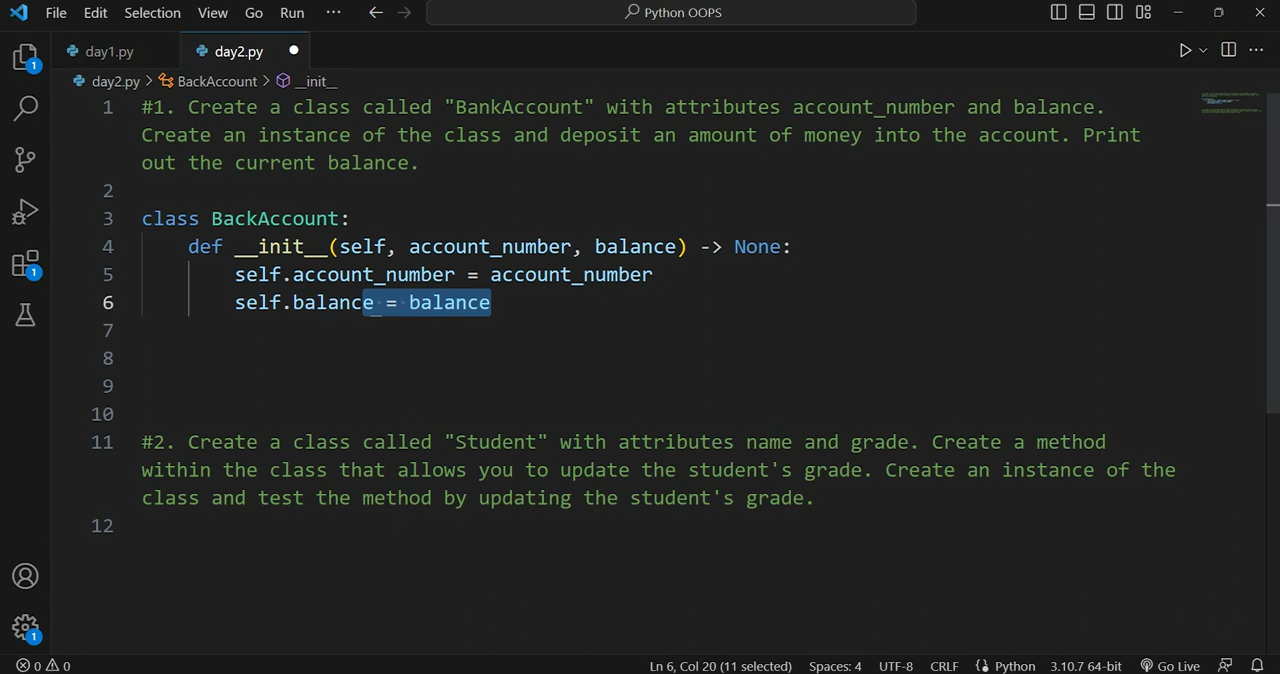 File Edit Selection View Go Run ··· ← → Python OOPS
day1.py day2.py
day2.py > BackAccount > __init__
1 #1. Create a class called "BankAccount" with attributes account_number and balance.
Create an instance of the class and deposit an amount of money into the account. Print
out the current balance.
2
3 class BackAccount:
4 def __init__(self, account_number, balance) -> None:
5 self.account_number = account_number
6 self.balance = balance
7
8
9
10
11 #2. Create a class called "Student" with attributes name and grade. Create a method
within the class that allows you to update the student's grade. Create an instance of the
class and test the method by updating the student's grade.
12
1
1
1
0 0 Ln 6, Col 20 (11 selected) Spaces: 4 UTF-8 CRLF Python 3.10.7 64-bit Go Live